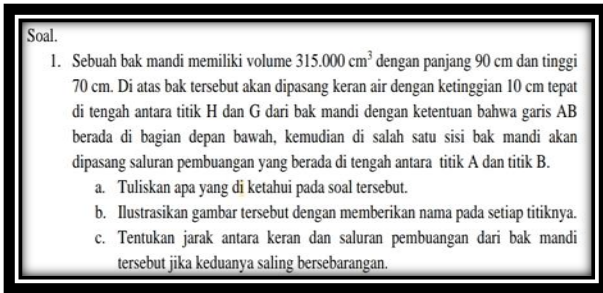 Soal.
1. Sebuah bak mandi memiliki volume 315.000 cm³ dengan panjang 90 cm dan tinggi
70 cm. Di atas bak tersebut akan dipasang keran air dengan ketinggian 10 cm tepat
di tengah antara titik H dan G dari bak mandi dengan ketentuan bahwa garis AB
berada di bagian depan bawah, kemudian di salah satu sisi bak mandi akan
dipasang saluran pembuangan yang berada di tengah antara titik A dan titik B.
a. Tuliskan apa yang di ketahui pada soal tersebut.
b. Ilustrasikan gambar tersebut dengan memberikan nama pada setiap titiknya.
c. Tentukan jarak antara keran dan saluran pembuangan dari bak mandi
tersebut jika keduanya saling bersebarangan.